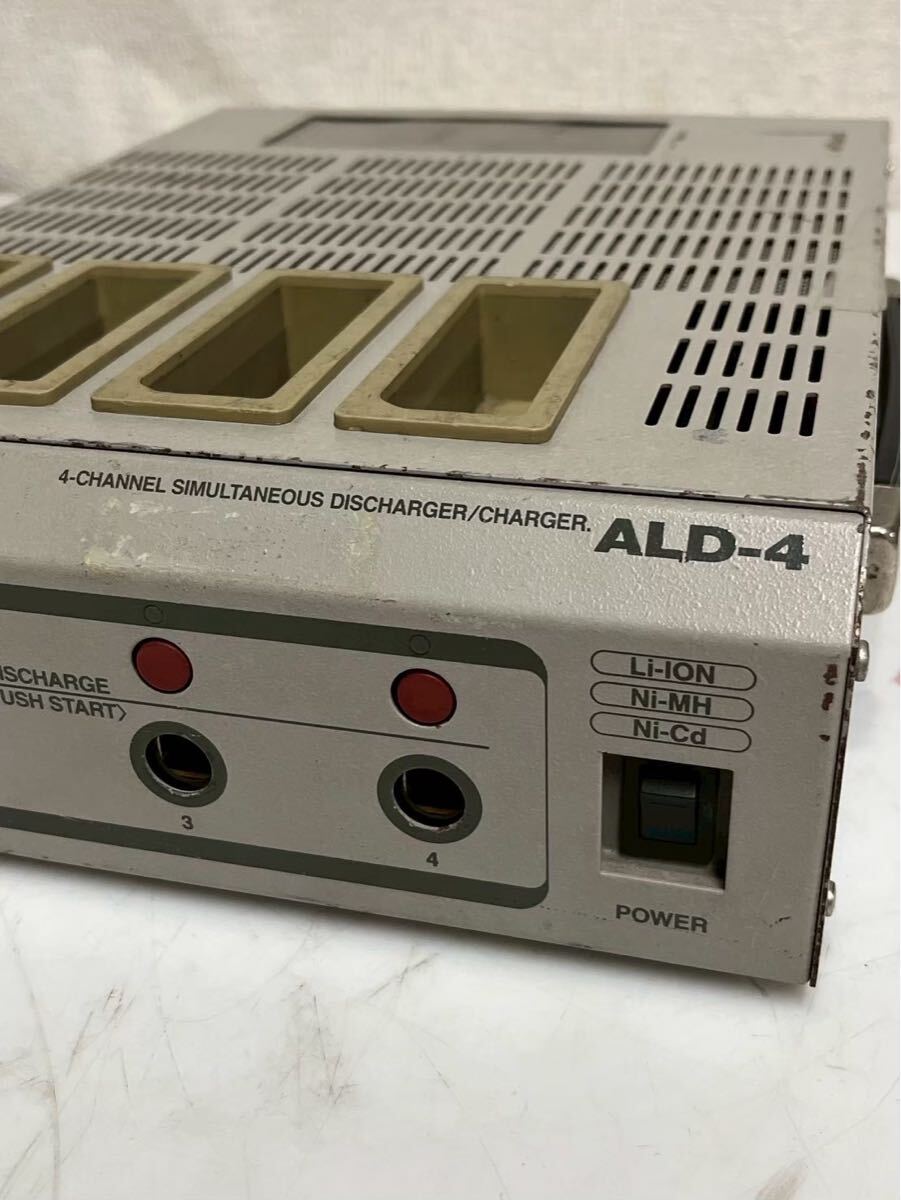 4-CHANNEL SIMULTANEOUS DISCHARGER/CHARGER. ALD-4
Li-ION
Ni-MH
Ni-Cd
ISCHARGE
USH START〉
3
4
POWER